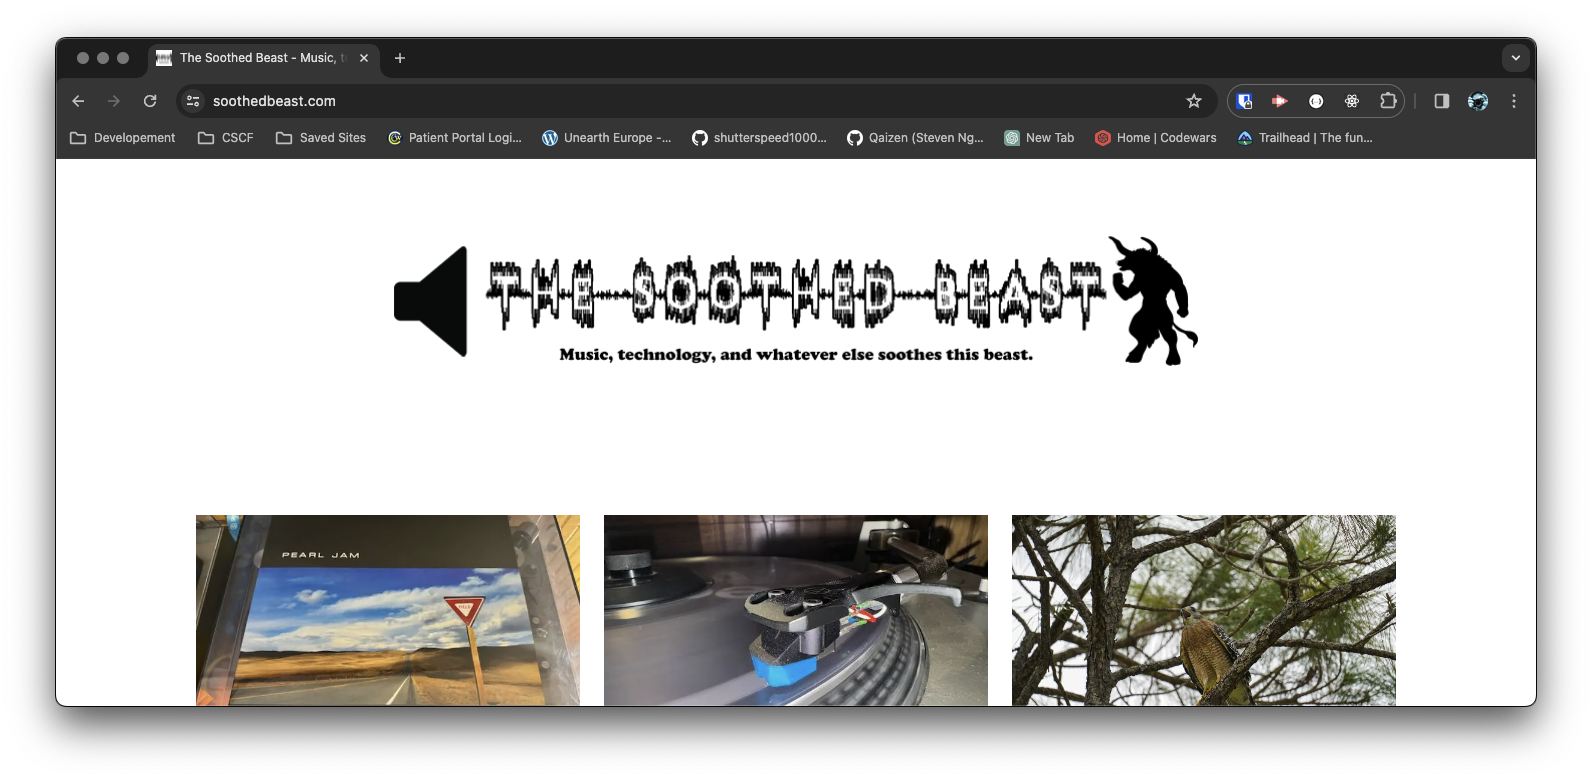 The Soothed Beast - Music, t
soothedbeast.com
Developement
CSCF
Saved Sites
Patient Portal Logi...
Unearth Europe -...
shutterspeed1000...
Qaizen (Steven Ng...
New Tab
Home | Codewars
Trailhead | The fun...
THE SOOTHED BEAST
Music, technology, and whatever else soothes this beast.
PEARL JAM
YIELD